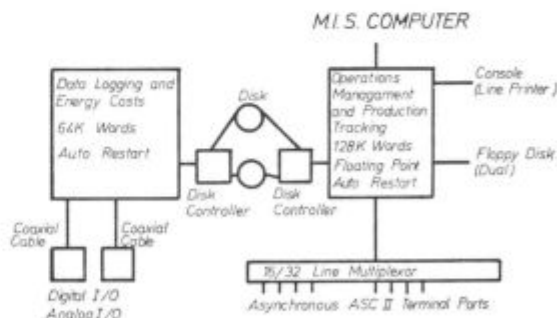 M.I.S. COMPUTER
Data Logging and
Energy Costs
64K Words
Auto Restart
Disk
Operations
Managament
and Production
Tracking
128K Words
Floating Point
Auto Restart
Console
(Line Printer)
Floppy Disk
(Dual)
Disk
Controller
Disk
Controller
Coaxial
Cable
Coaxial
Cable
Digital I/O
Analog I/O
16/32 Line Multiplexor
Asynchronous ASC II Terminal Parts